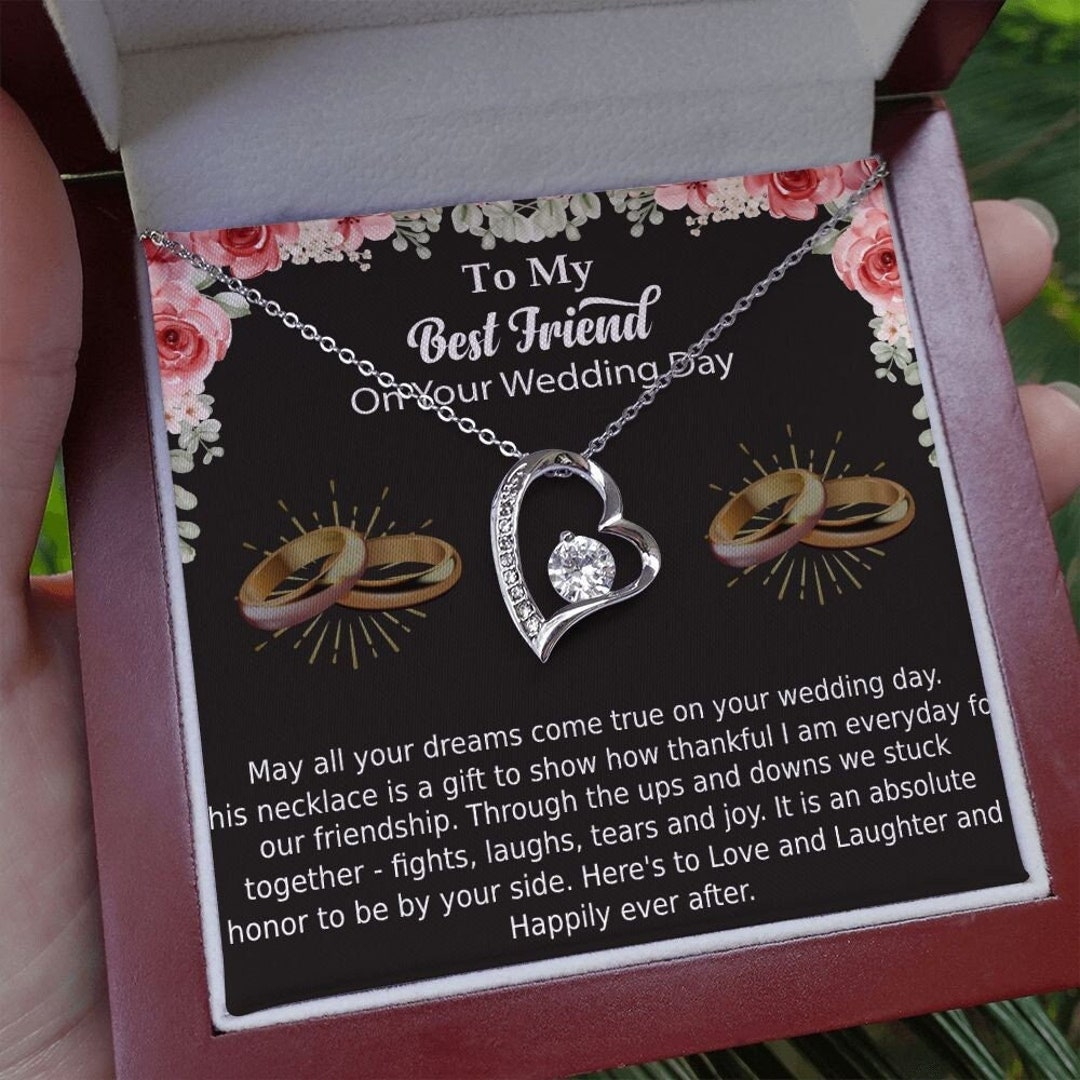 To My
Best Friend
On Your Wedding Day
May all your dreams come true on your wedding day.
his necklace is a gift to show how thankful I am everyday fo
our friendship. Through the ups and downs we stuck
together - fights, laughs, tears and joy. It is an absolute
honor to be by your side. Here's to Love and Laughter and
Happily ever after.